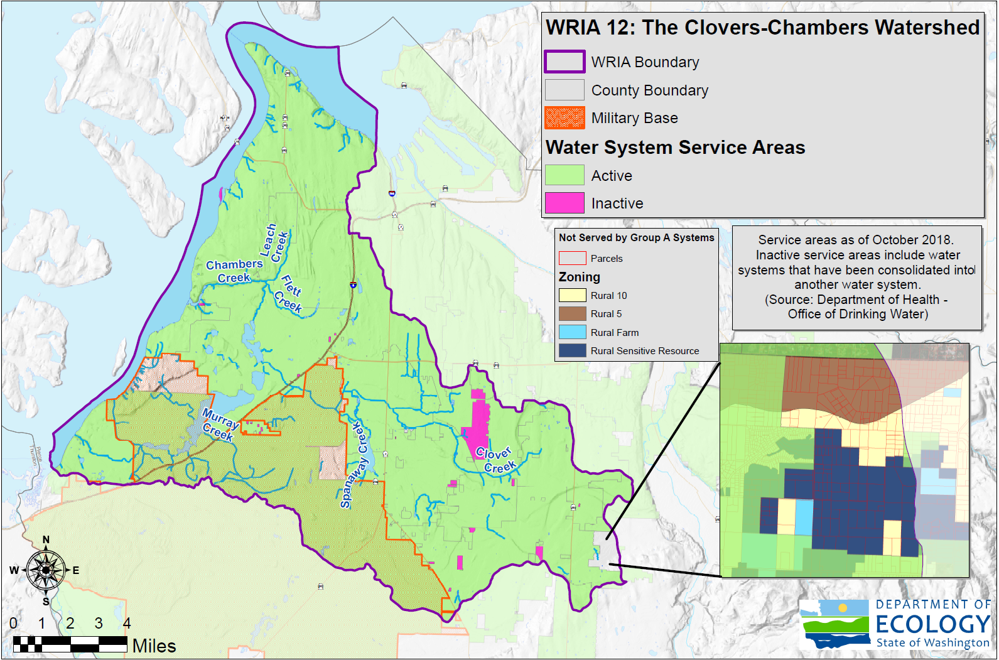 WRIA 12: The Clovers-Chambers Watershed
WRIA Boundary
County Boundary
Military Base
Water System Service Areas
Active
Inactive
Not Served by Group A Systems
Parcels
Zoning
Rural 10
Rural 5
Rural Farm
Rural Sensitive Resource
Service areas as of October 2018.
Inactive service areas include water
systems that have been consolidated into
another water system.
(Source: Department of Health -
Office of Drinking Water)
Leach
Creek
Chambers
Creek
Flett
Creek
Murray
Creek
Spanaway Creek
Clover
Creek
Pierce
Thurston
N
W
E
S
0 1 2 3 4
Miles
DEPARTMENT OF
ECOLOGY
State of Washington